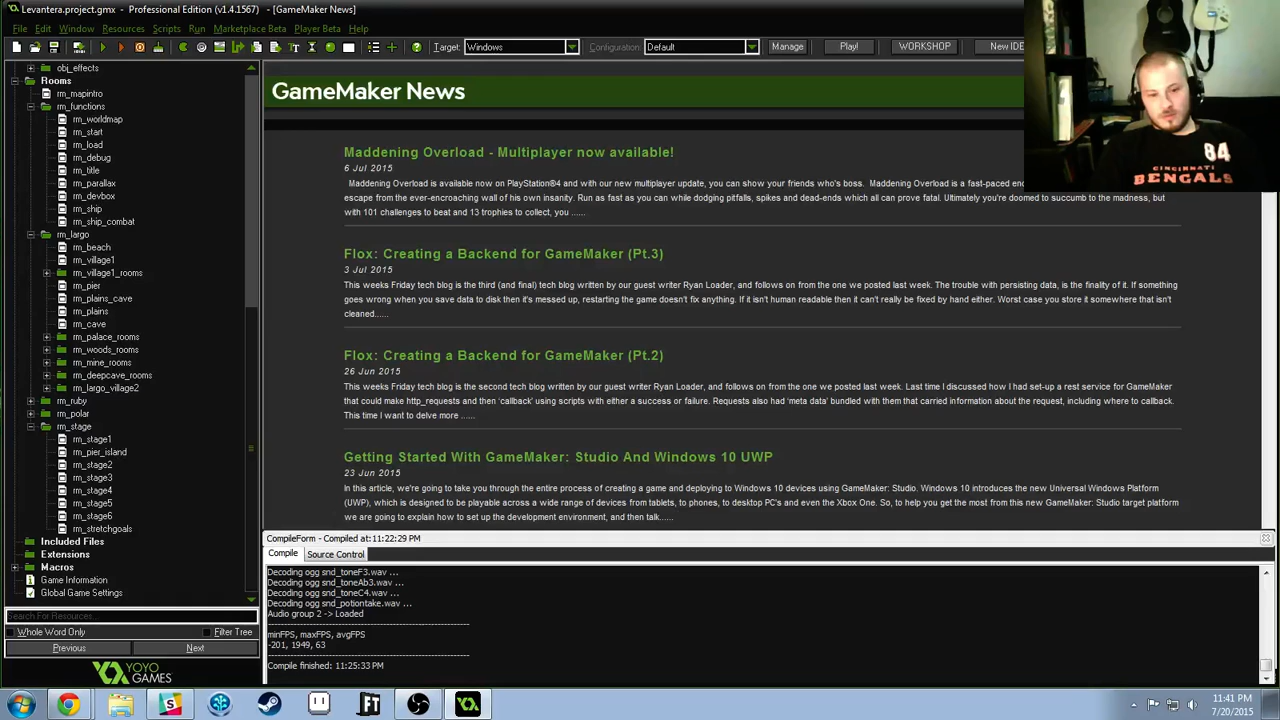 Levantera.project.gmx - Professional Edition (v1.4.1567) - [GameMaker News]
File Edit Window Resources Scripts Run Marketplace Beta Player Beta Help
Target: Windows Configuration: Default Manage Play! WORKSHOP New IDE
obj_effects
Rooms
rm_mapintro
rm_functions
rm_worldmap
rm_start
rm_load
rm_debug
rm_title
rm_parallax
rm_devbox
rm_ship
rm_ship_combat
rm_largo
rm_beach
rm_village1
rm_village1_rooms
rm_pier
rm_plains_cave
rm_plains
rm_cave
rm_palace_rooms
rm_woods_rooms
rm_mine_rooms
rm_deepcave_rooms
rm_largo_village2
rm_ruby
rm_polar
rm_stage
rm_stage1
rm_pier_island
rm_stage2
rm_stage3
rm_stage4
rm_stage5
rm_stage6
rm_stretchgoals
Included Files
Extensions
Macros
Game Information
Global Game Settings
Search For Resources...
Whole Word Only Filter Tree
Previous Next
YOYO
GAMES
GameMaker News
Maddening Overload - Multiplayer now available!
6 Jul 2015
Maddening Overload is available now on PlayStation®4 and with our new multiplayer update, you can show your friends who's boss. Maddening Overload is a fast-paced
escape from the ever-encroaching wall of his own insanity. Run as fast as you can while dodging pitfalls, spikes and dead-ends which all can prove fatal. Ultimately you're doomed to succumb to the madness, but
with 101 challenges to beat and 13 trophies to collect, you ......
Flox: Creating a Backend for GameMaker (Pt.3)
3 Jul 2015
This weeks Friday tech blog is the third (and final) tech blog written by our guest writer Ryan Loader, and follows on from the one we posted last week. The trouble with persisting data, is the finality of it. If something
goes wrong when you save data to disk then it's messed up, restarting the game doesn't fix anything. If it isn't human readable then it can't really be fixed by hand either. Worst case you store it somewhere that isn't
cleaned......
Flox: Creating a Backend for GameMaker (Pt.2)
26 Jun 2015
This weeks Friday tech blog is the second tech blog written by our guest writer Ryan Loader, and follows on from the one we posted last week. Last time I discussed how I had set-up a rest service for GameMaker
that could make http_requests and then 'callback' using scripts with either a success or failure. Requests also had 'meta data' bundled with them that carried information about the request, including where to callback.
This time I want to delve more ......
Getting Started With GameMaker: Studio And Windows 10 UWP
23 Jun 2015
In this article, we're going to take you through the entire process of creating a game and deploying to Windows 10 devices using GameMaker: Studio. Windows 10 introduces the new Universal Windows Platform
(UWP), which is designed to be playable across a wide range of devices from tablets, to phones, to desktop PC's and even the Xbox One. So, to help you get the most from this new GameMaker: Studio target platform
we are going to explain how to set up the development environment, and then talk......
84
CINCINNATI
BENGALS
CompileForm - Compiled at:11:22:29 PM
Compile Source Control
Decoding ogg snd_toneF3.wav ...
Decoding ogg snd_toneAb3.wav ...
Decoding ogg snd_toneC4.wav ...
Decoding ogg snd_potiontake.wav ...
Audio group 2 -> Loaded
minFPS, maxFPS, avgFPS
-201, 1949, 63
Compile finished: 11:25:33 PM
FT
11:41 PM
7/20/2015